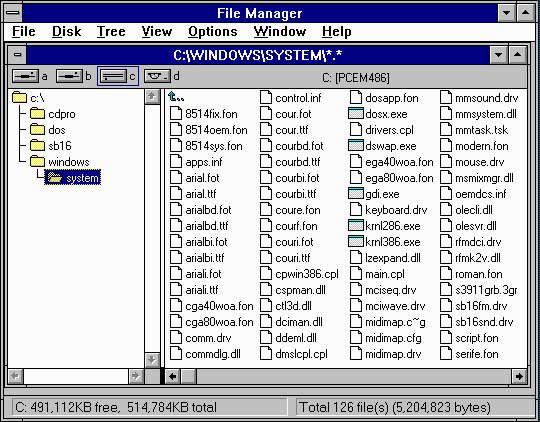 File Manager
File Disk Tree View Options Window Help
C:\WINDOWS\SYSTEM\*.*
a b c d C: [PCEM486]
c:\
cdpro
dos
sb16
windows
system
8514fix.fon
8514oem.fon
8514sys.fon
apps.inf
arial.fot
arial.ttf
arialbd.fot
arialbd.ttf
arialbi.fot
arialbi.ttf
ariali.fot
ariali.ttf
cga40woa.fon
cga80woa.fon
comm.drv
commdlg.dll
control.inf
cour.fot
cour.ttf
courbd.fot
courbd.ttf
courbi.fot
courbi.ttf
coure.fon
courf.fon
couri.fot
couri.ttf
cpwin386.cpl
cspman.dll
ctl3d.dll
dciman.dll
ddeml.dll
dmslcpl.cpl
dosapp.fon
dosx.exe
drivers.cpl
dswap.exe
ega40woa.fon
ega80woa.fon
gdi.exe
keyboard.drv
krnl286.exe
krnl386.exe
lzexpand.dll
main.cpl
mciseq.drv
mciwave.drv
midimap.c~g
midimap.cfg
midimap.drv
mmsound.drv
mmsystem.dll
mmtask.tsk
modern.fon
mouse.drv
msmixmgr.dll
oemdcs.inf
olecli.dll
olesvr.dll
rfmdci.drv
rfmk2v.dll
roman.fon
s3911grb.3gr
sb16fm.drv
sb16snd.drv
script.fon
serife.fon
C: 491,112KB free, 514,784KB total
Total 126 file(s) (5,204,823 bytes)